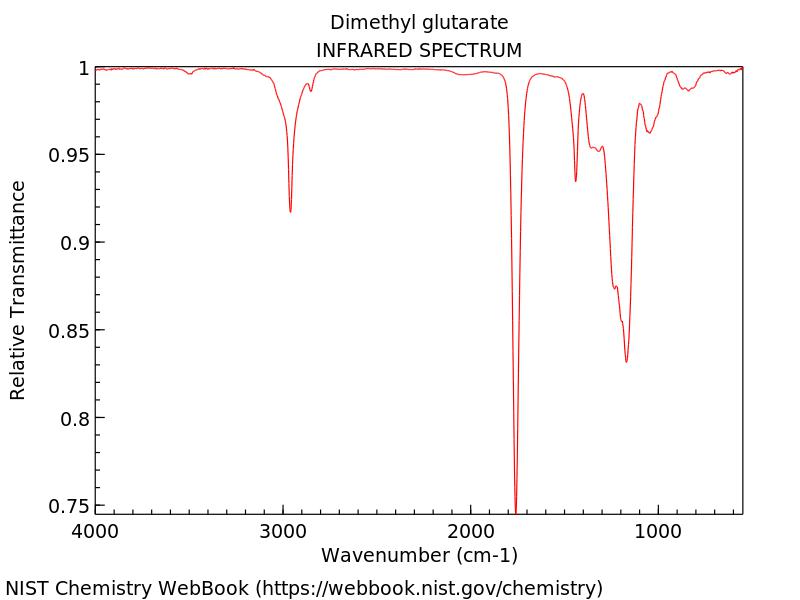 Dimethyl glutarate
INFRARED SPECTRUM
Relative Transmittance
1
0.95
0.9
0.85
0.8
0.75
4000 3000 2000 1000
Wavenumber (cm-1)
NIST Chemistry WebBook (https://webbook.nist.gov/chemistry)